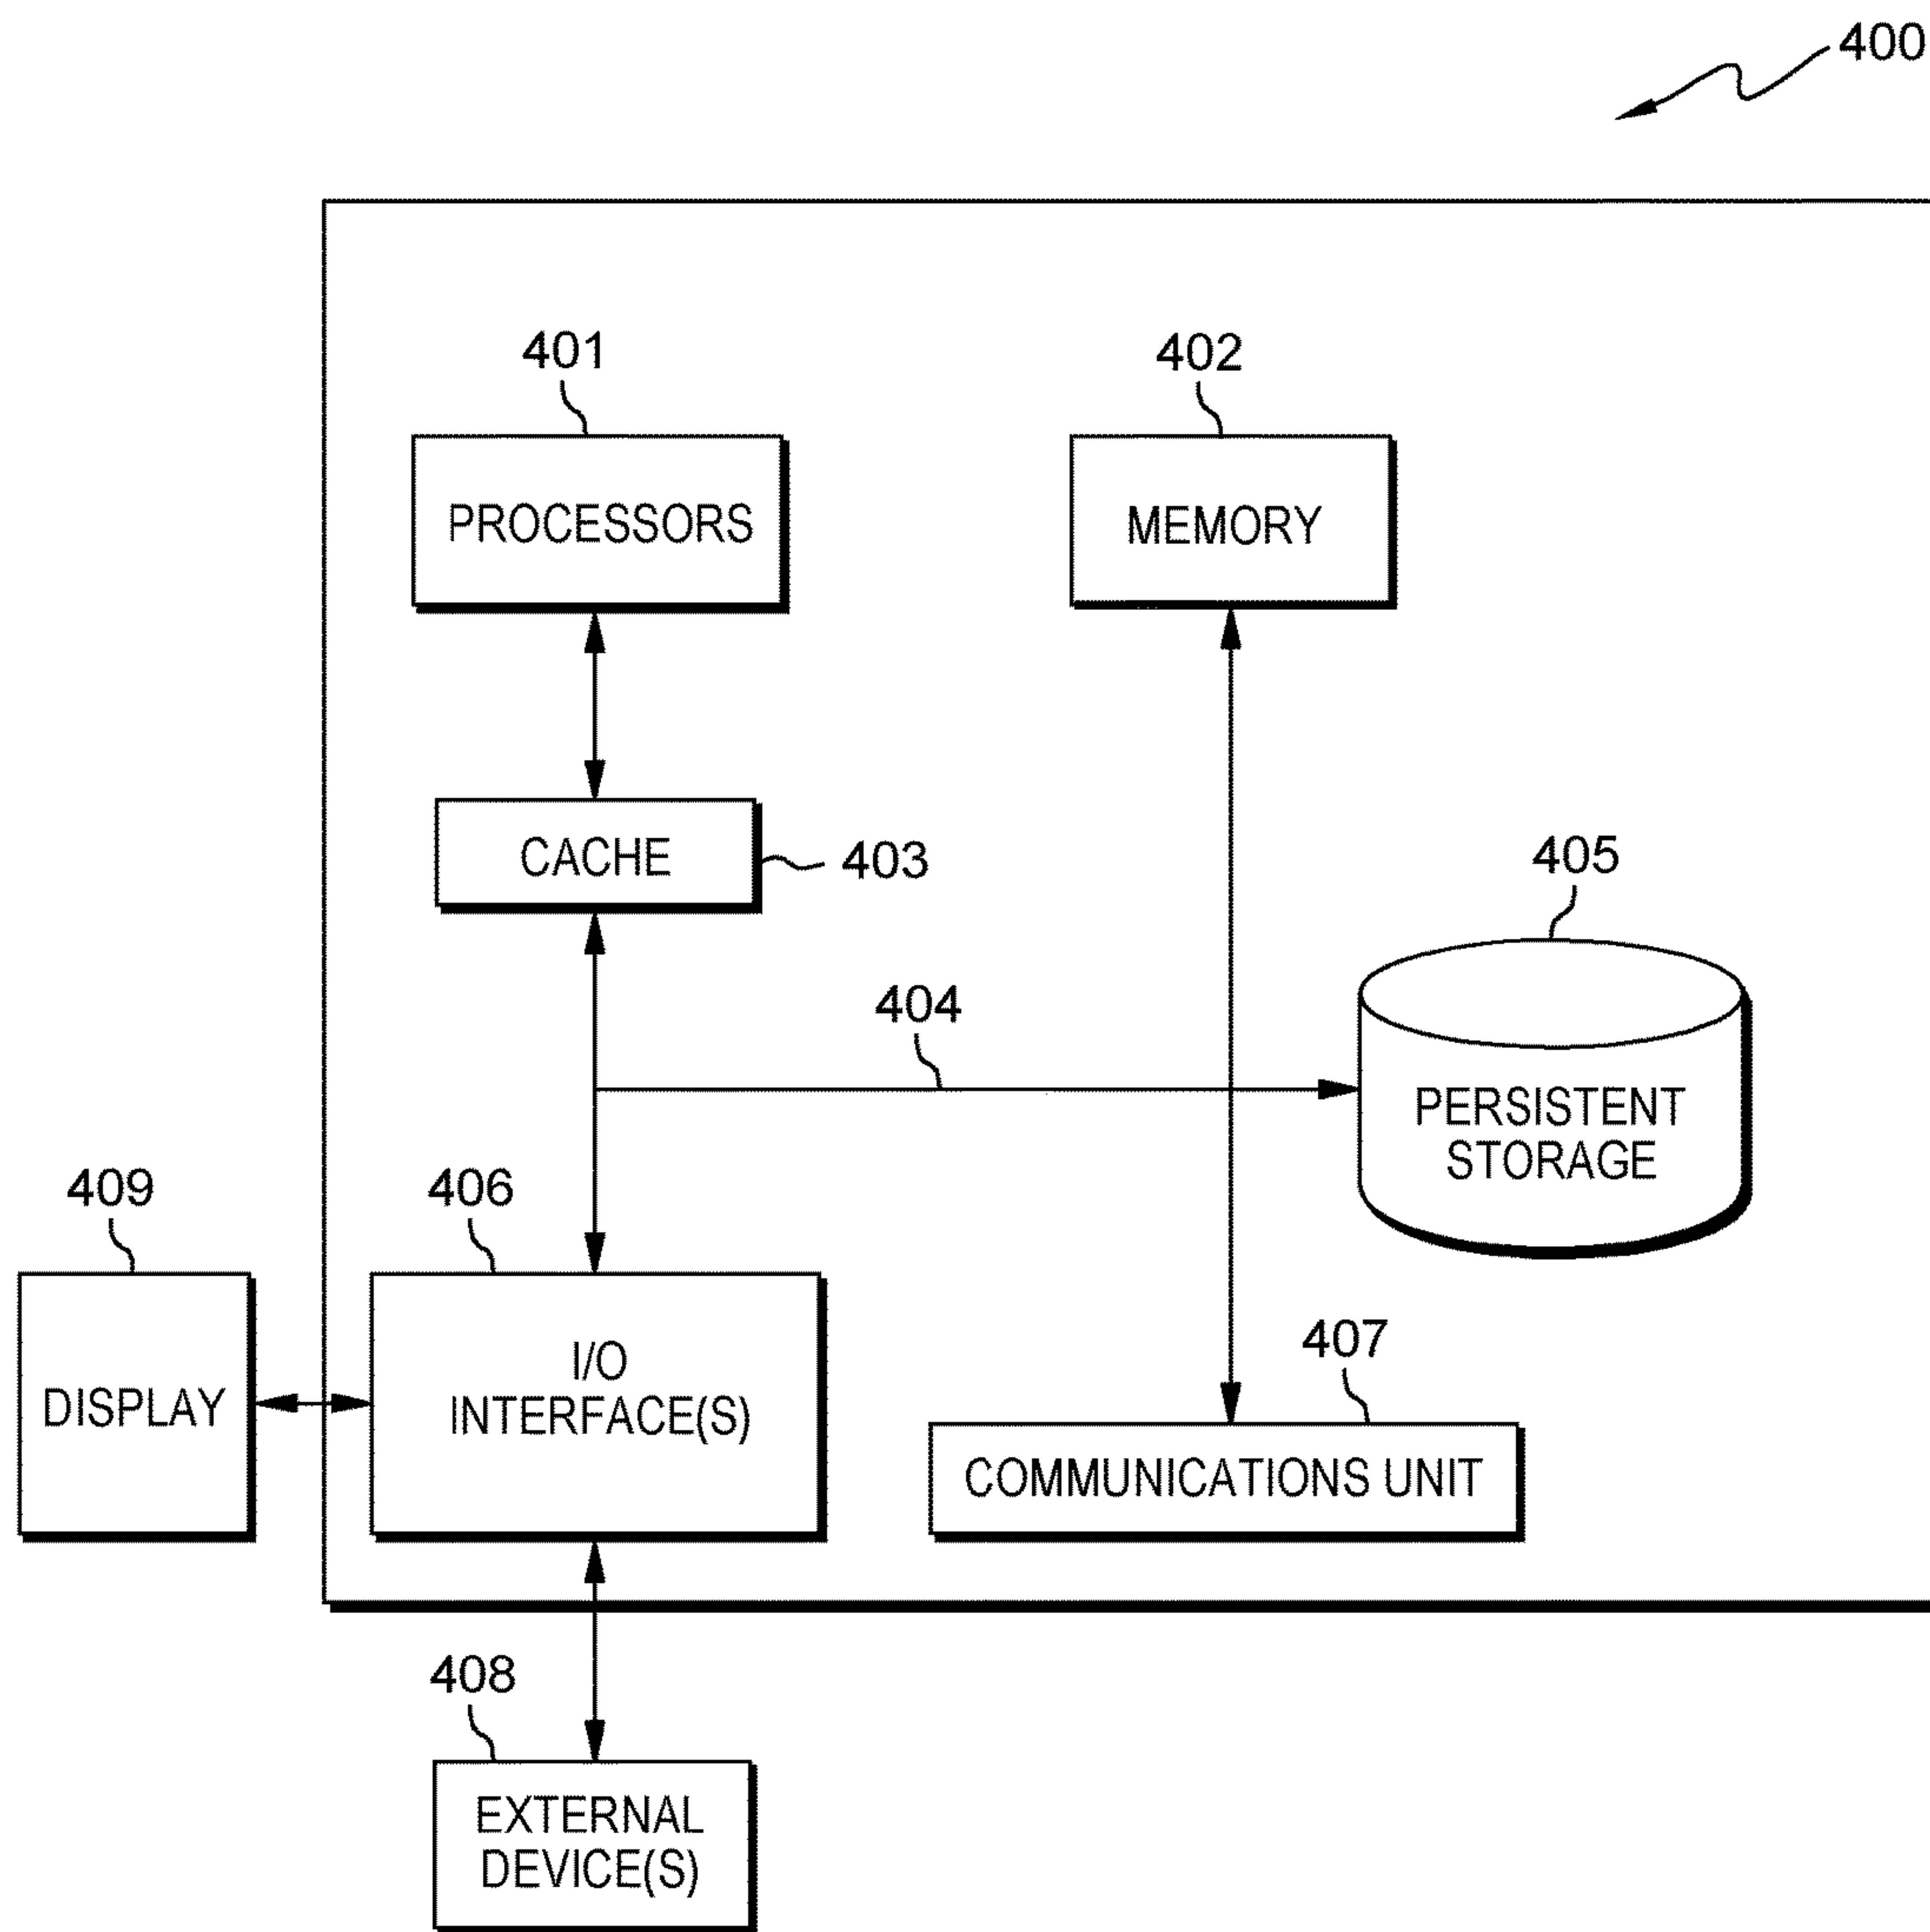 400
401
402
PROCESSORS
MEMORY
CACHE
403
405
404
PERSISTENT
STORAGE
409
406
407
DISPLAY
I/O
INTERFACE(S)
COMMUNICATIONS UNIT
408
EXTERNAL
DEVICE(S)